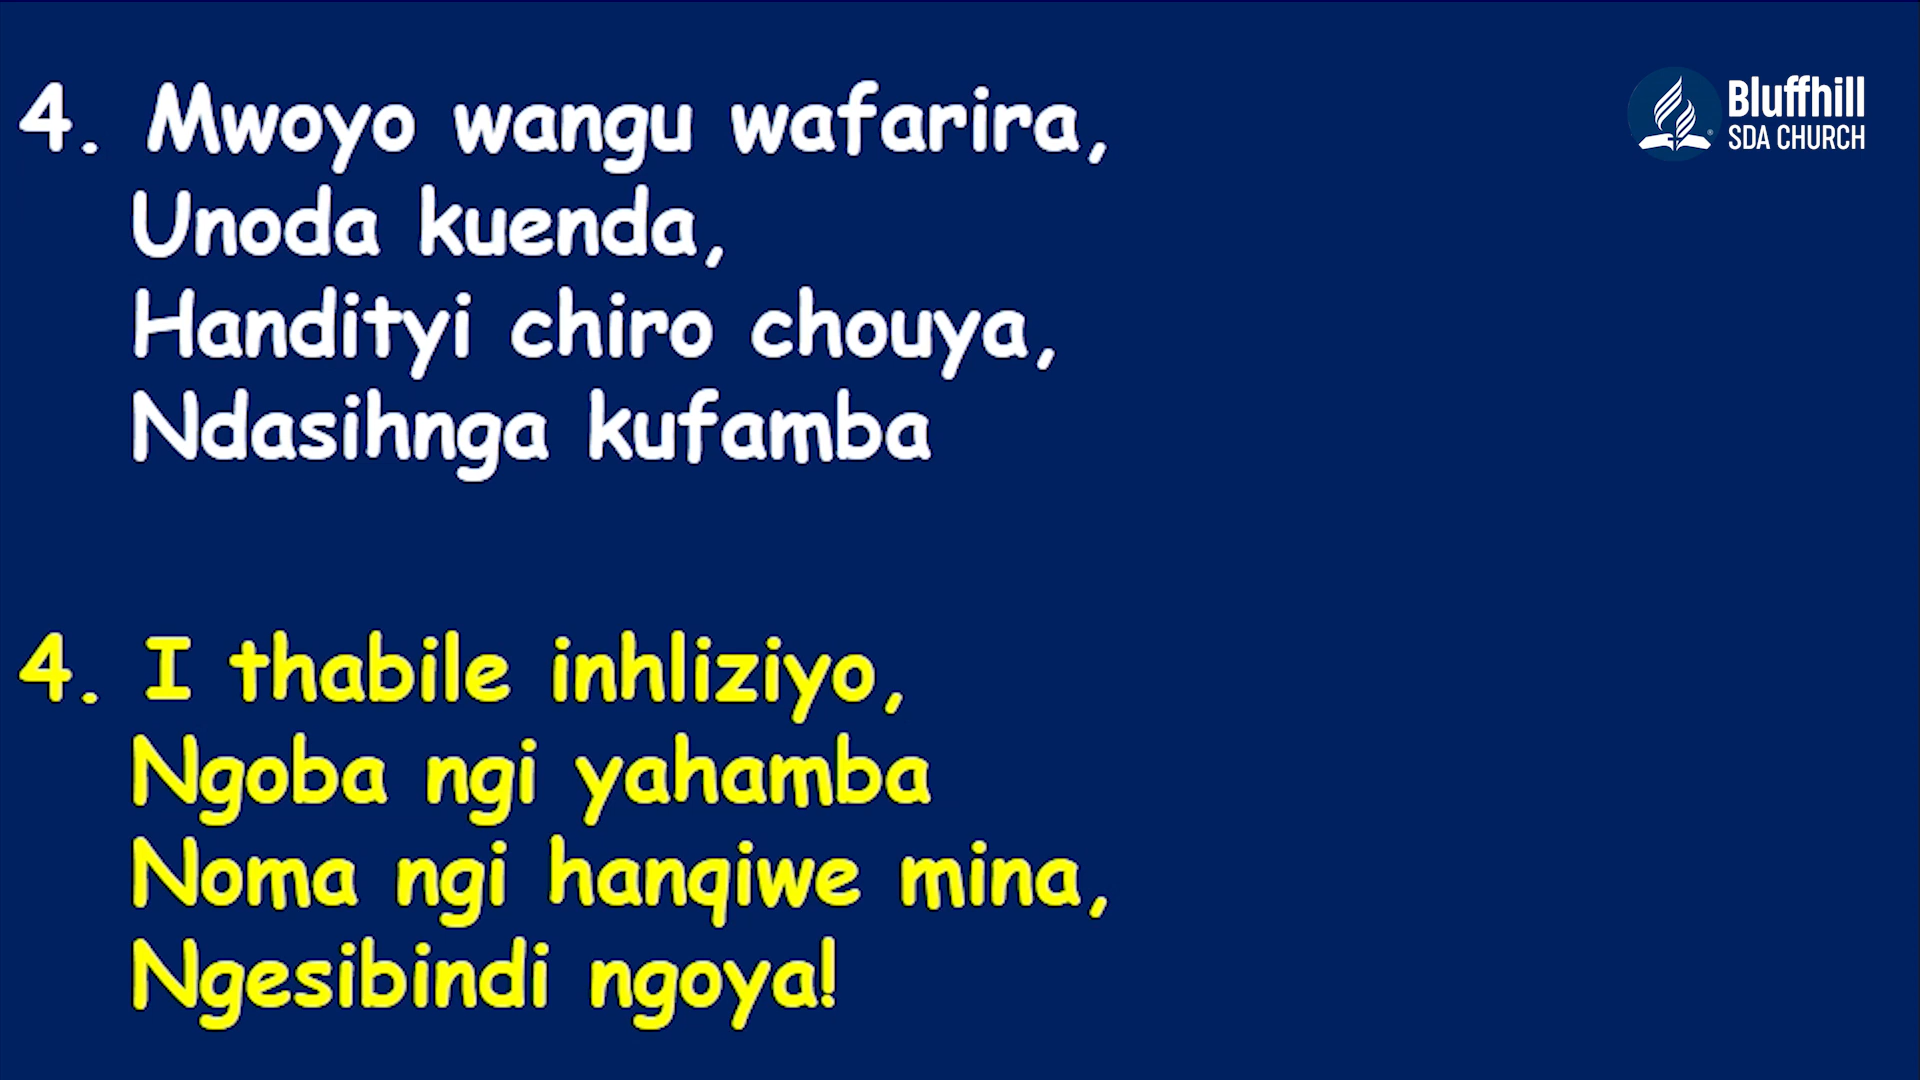 4. Mwoyo wangu wafarira,
Unoda kuenda,
Handityi chiro chouya,
Ndasihnga kufamba
Bluffhill
SDA CHURCH
4. I thabile inhliziyo,
Ngoba ngi yahamba
Noma ngi hanqiwe mina,
Ngesibindi ngoya!